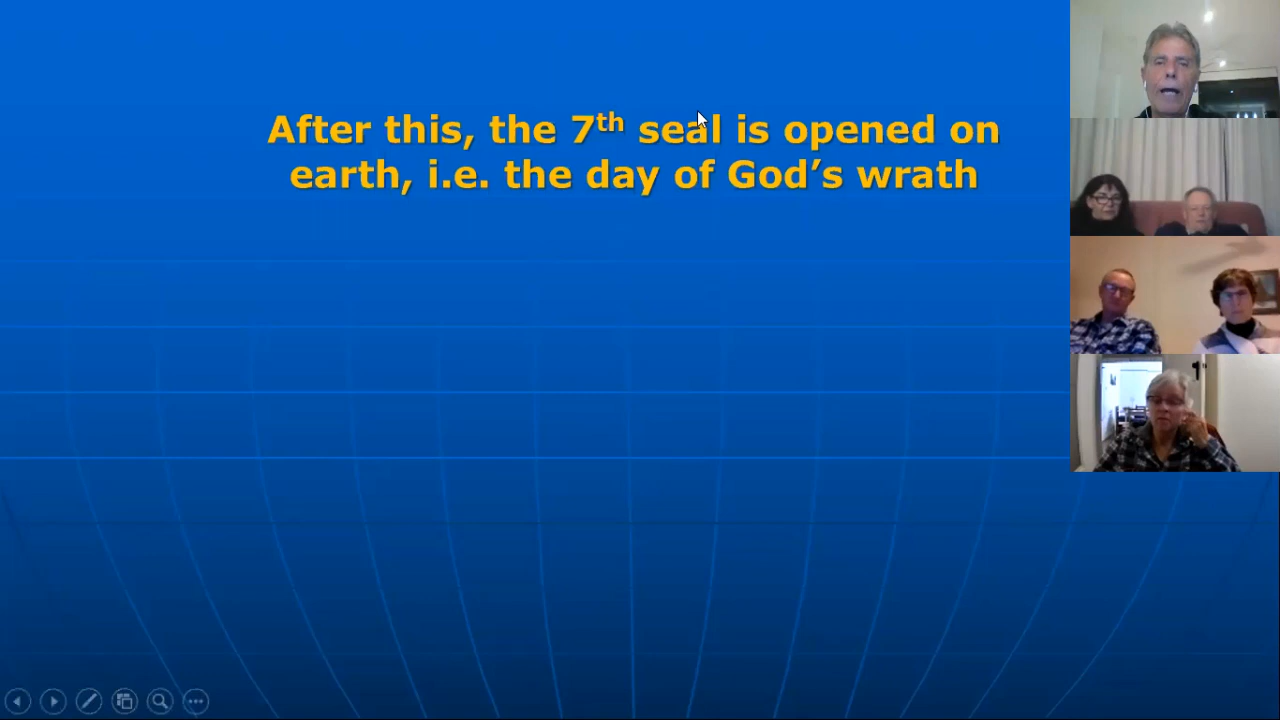 After this, the 7th seal is opened on
earth, i.e. the day of God’s wrath